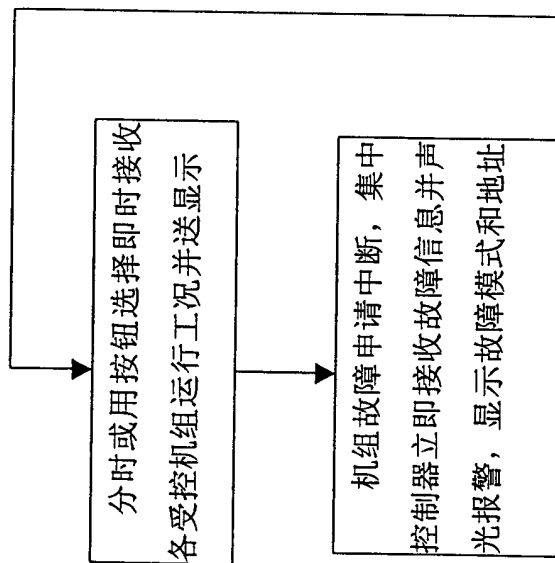 分时或用按钮选择即时接收
各受控机组运行工况并送显示
机组故障申请中断，集中
控制器立即接收故障信息并声
光报警，显示故障模式和地址